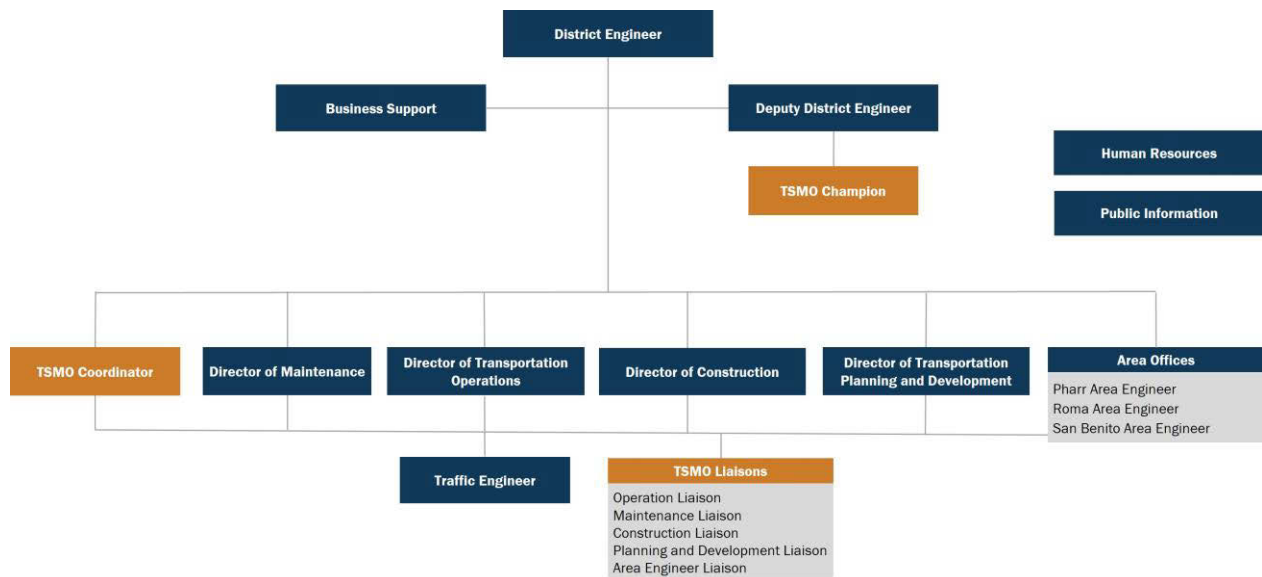 District Engineer
Business Support
Deputy District Engineer
Human Resources
TSMO Champion
Public Information
TSMO Coordinator
Director of Maintenance
Director of Transportation
Operations
Director of Construction
Director of Transportation
Planning and Development
Area Offices
Pharr Area Engineer
Roma Area Engineer
San Benito Area Engineer
Traffic Engineer
TSMO Liaisons
Operation Liaison
Maintenance Liaison
Construction Liaison
Planning and Development Liaison
Area Engineer Liaison